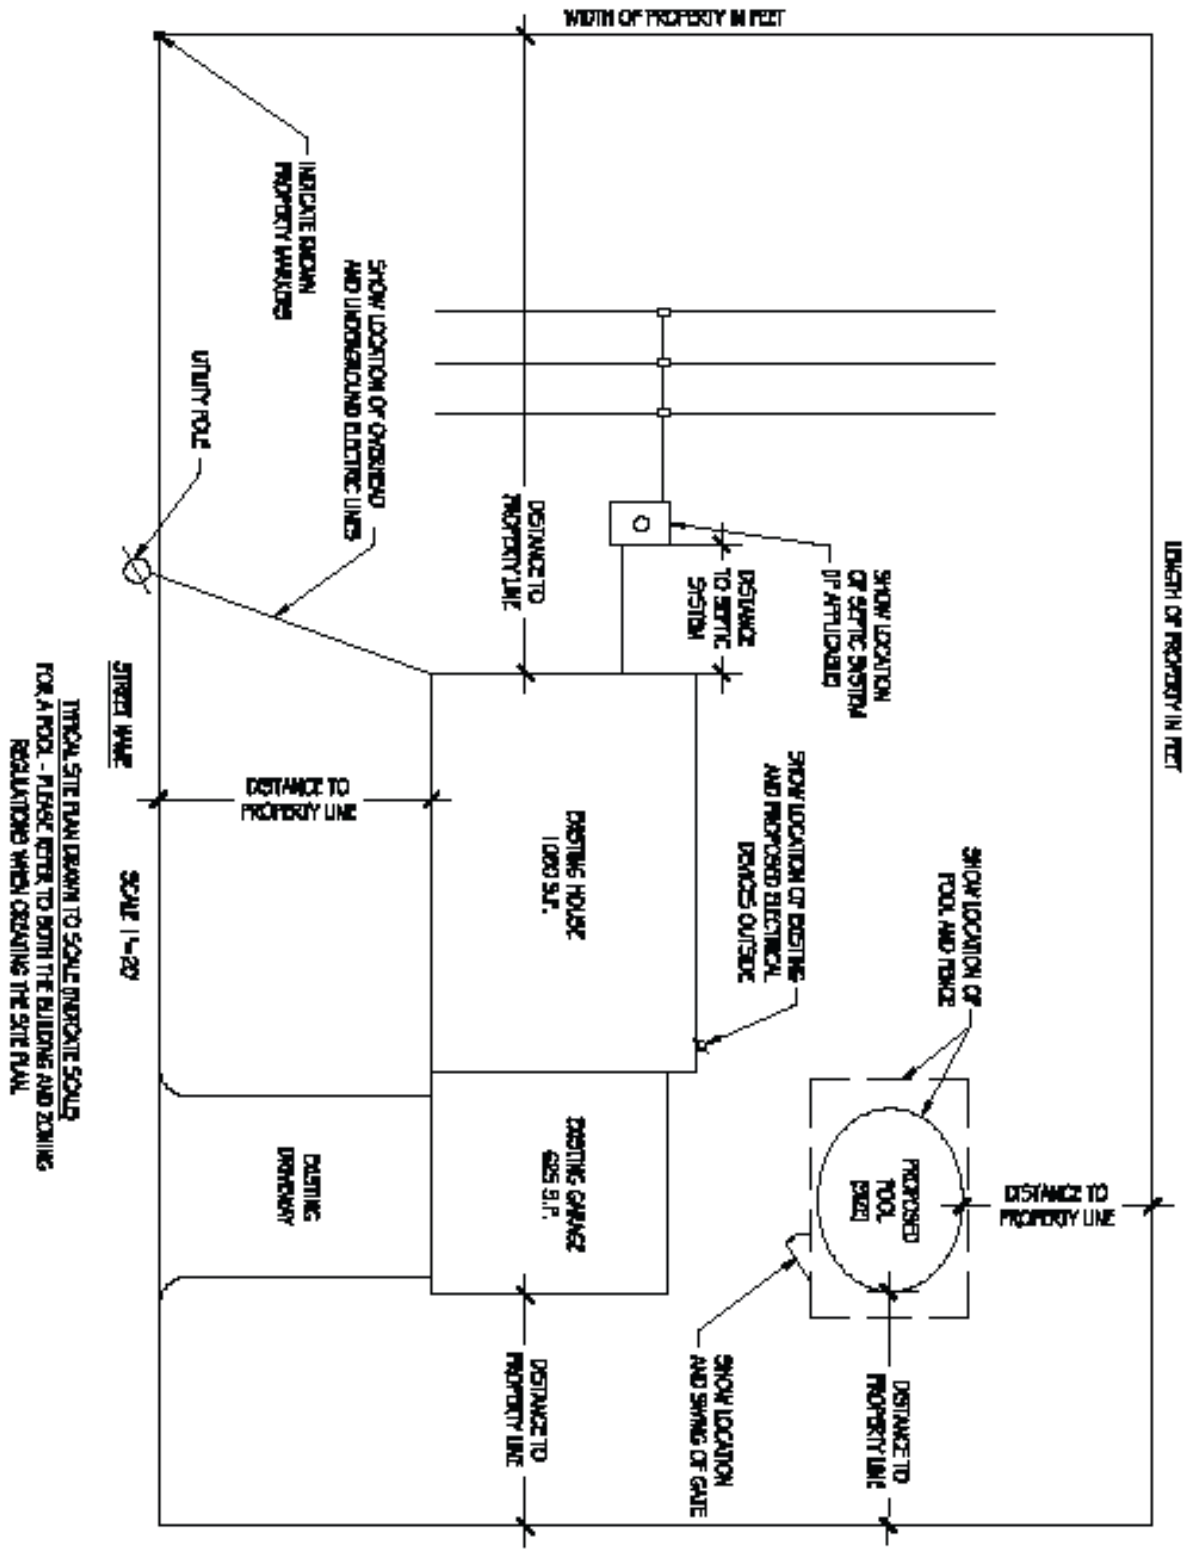 WIDTH OF PROPERTY IN FEET
LENGTH OF PROPERTY IN FEET
INDICATE KNOWN
PROPERTY MARKERS
SHOW LOCATION OF OVERHEAD
AND UNDERGROUND ELECTRIC LINES
UTILITY POLE
DISTANCE TO
PROPERTY LINE
DISTANCE
TO SEPTIC
SYSTEM
SHOW LOCATION
OF SEPTIC SYSTEM
(IF APPLICABLE)
DISTANCE TO
PROPERTY LINE
EXISTING HOUSE
1000 S.F.
SHOW LOCATION OF EXISTING
AND PROPOSED ELECTRICAL
DEVICES OUTSIDE
SHOW LOCATION OF
POOL AND FENCE
PROPOSED
POOL
(SIZE)
DISTANCE TO
PROPERTY LINE
EXISTING GARAGE
625 S.F.
EXISTING
DRIVEWAY
DISTANCE TO
PROPERTY LINE
SHOW LOCATION
AND SWING OF GATE
DISTANCE TO
PROPERTY LINE
STREET NAME
SCALE 1"=20'
TYPICAL SITE PLAN DRAWN TO SCALE (INDICATE SCALE)
FOR A POOL - PLEASE REFER TO BOTH THE BUILDING AND ZONING
REGULATIONS WHEN CREATING THE SITE PLAN.